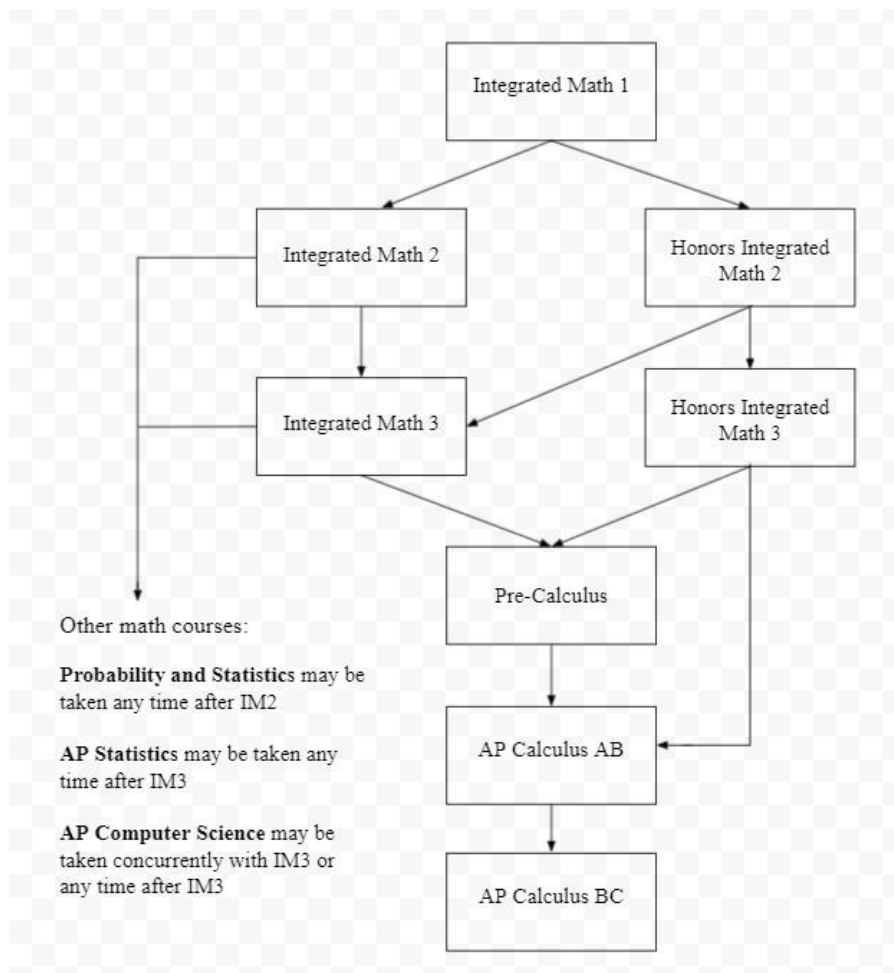 Integrated Math 1
Integrated Math 2
Honors Integrated
Math 2
Integrated Math 3
Honors Integrated
Math 3
Pre-Calculus
Other math courses:
Probability and Statistics may be
taken any time after IM2
AP Statistics may be taken any
time after IM3
AP Computer Science may be
taken concurrently with IM3 or
any time after IM3
AP Calculus AB
AP Calculus BC